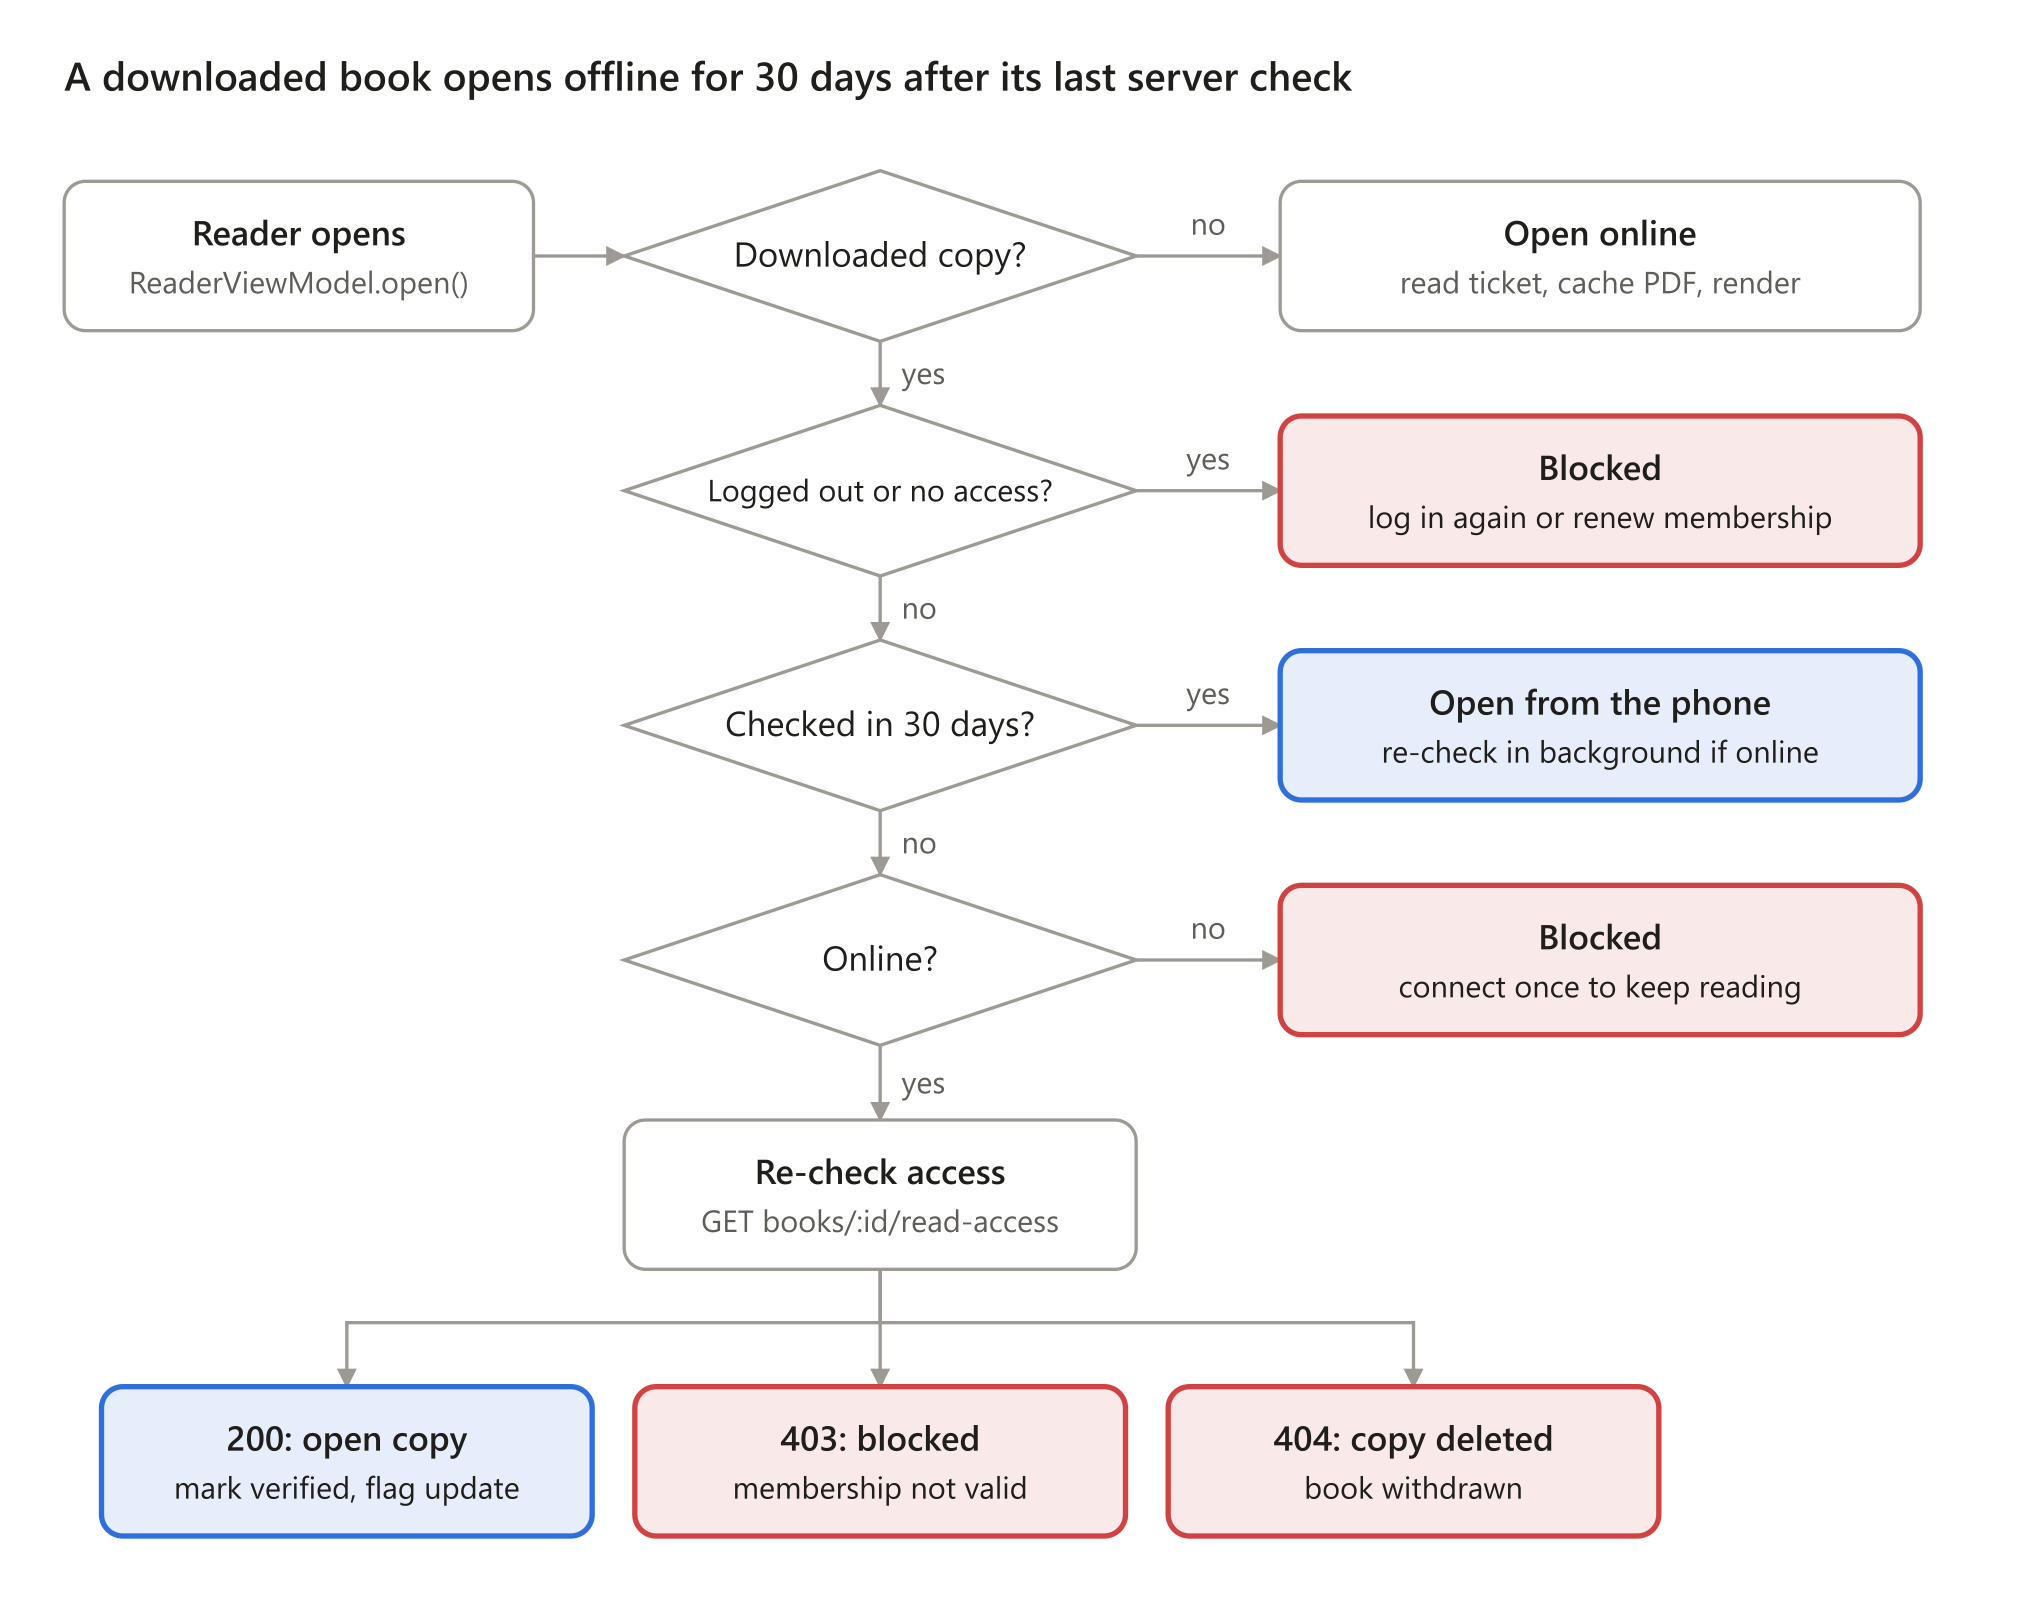 A downloaded book opens offline for 30 days after its last server check
Reader opens
ReaderViewModel.open()
Downloaded copy?
no
Open online
read ticket, cache PDF, render
yes
Logged out or no access?
yes
Blocked
log in again or renew membership
no
Checked in 30 days?
yes
Open from the phone
re-check in background if online
no
Online?
no
Blocked
connect once to keep reading
yes
Re-check access
GET books/:id/read-access
200: open copy
mark verified, flag update
403: blocked
membership not valid
404: copy deleted
book withdrawn